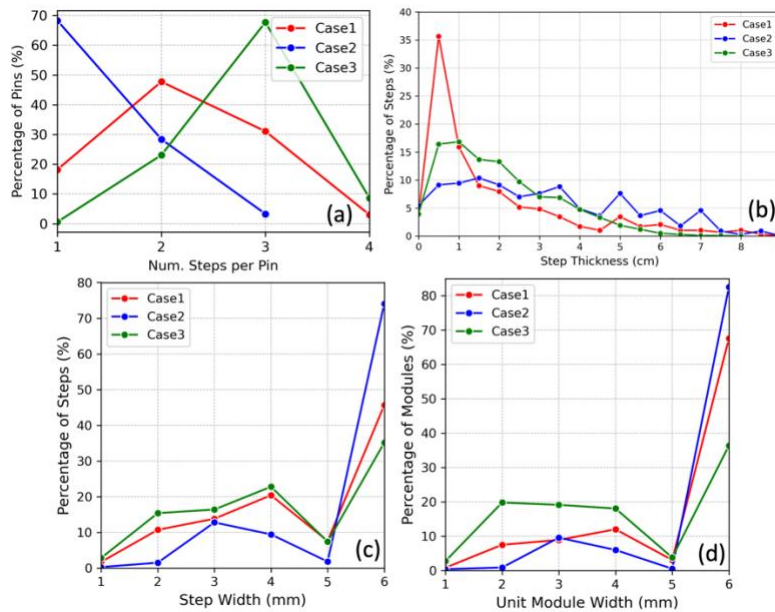 Percentage of Pins (%)
70
60
50
40
30
20
10
0
1
2
3
4
Num. Steps per Pin
Case1
Case2
Case3
(a)
Percentage of Steps (%)
40
35
30
25
20
15
10
5
0
0
1
2
3
4
5
6
7
8
Step Thickness (cm)
Case1
Case2
Case3
(b)
Percentage of Steps (%)
80
70
60
50
40
30
20
10
0
1
2
3
4
5
6
Step Width (mm)
Case1
Case2
Case3
(c)
Percentage of Modules (%)
80
70
60
50
40
30
20
10
0
1
2
3
4
5
6
Unit Module Width (mm)
Case1
Case2
Case3
(d)